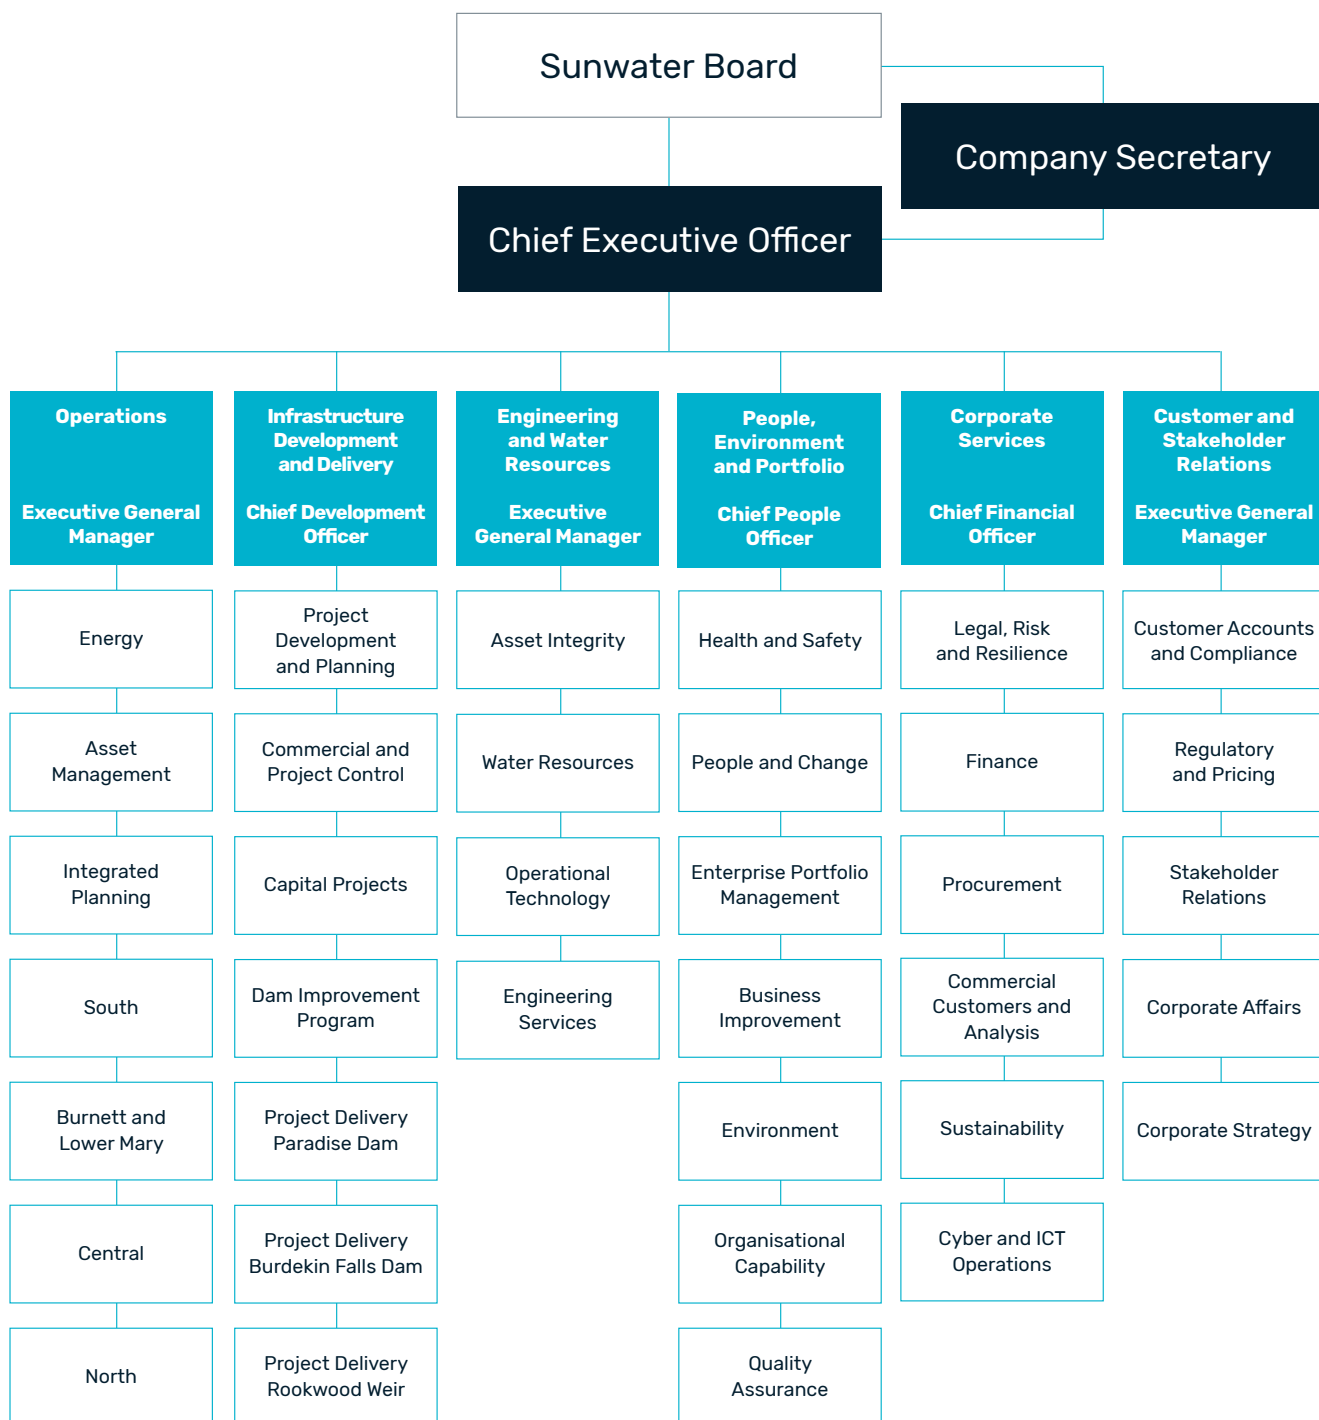 Sunwater Board
Company Secretary
Chief Executive Officer
Operations
Executive General
Manager
Energy
Asset
Management
Integrated
Planning
South
Burnett and
Lower Mary
Central
North
Infrastructure
Development
and Delivery
Chief Development
Officer
Project
Development
and Planning
Commercial and
Project Control
Capital Projects
Dam Improvement
Program
Project Delivery
Paradise Dam
Project Delivery
Burdekin Falls Dam
Project Delivery
Rookwood Weir
Engineering
and Water
Resources
Executive
General Manager
Asset Integrity
Water Resources
Operational
Technology
Engineering
Services
People,
Environment
and Portfolio
Chief People
Officer
Health and Safety
People and Change
Enterprise Portfolio
Management
Business
Improvement
Environment
Organisational
Capability
Quality
Assurance
Corporate
Services
Chief Financial
Officer
Legal, Risk
and Resilience
Finance
Procurement
Commercial
Customers and
Analysis
Sustainability
Cyber and ICT
Operations
Customer and
Stakeholder
Relations
Executive General
Manager
Customer Accounts
and Compliance
Regulatory
and Pricing
Stakeholder
Relations
Corporate Affairs
Corporate Strategy